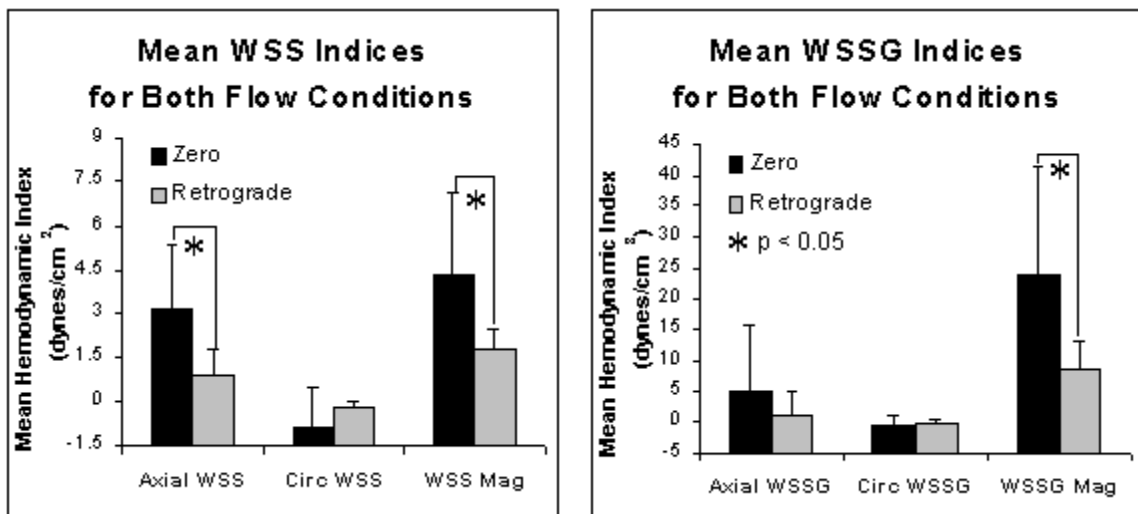 Mean WSS Indices
for Both Flow Conditions
Mean Hemodynamic Index
(dynes/cm 2)
9
7.5
6
4.5
3
1.5
0
-1.5
Zero
Retrograde
*
*
Axial WSS
Circ WSS
WSS Mag
Mean WSSG Indices
for Both Flow Conditions
Mean Hemodynamic Index
(dynes/cm 3)
45
40
35
30
25
20
15
10
5
0
-5
Zero
Retrograde
* p < 0.05
*
Axial WSSG
Circ WSSG
WSSG Mag